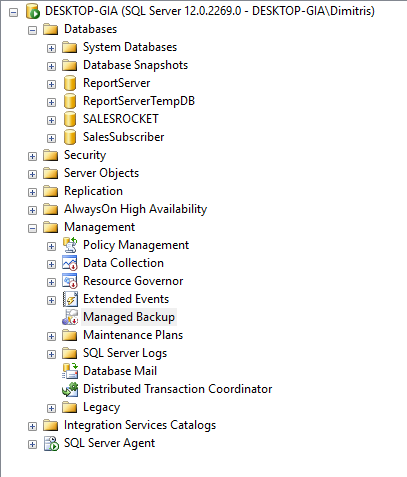 DESKTOP-GIA (SQL Server 12.0.2269.0 - DESKTOP-GIA\Dimitris)
Databases
System Databases
Database Snapshots
ReportServer
ReportServerTempDB
SALESROCKET
SalesSubscriber
Security
Server Objects
Replication
AlwaysOn High Availability
Management
Policy Management
Data Collection
Resource Governor
Extended Events
Managed Backup
Maintenance Plans
SQL Server Logs
Database Mail
Distributed Transaction Coordinator
Legacy
Integration Services Catalogs
SQL Server Agent